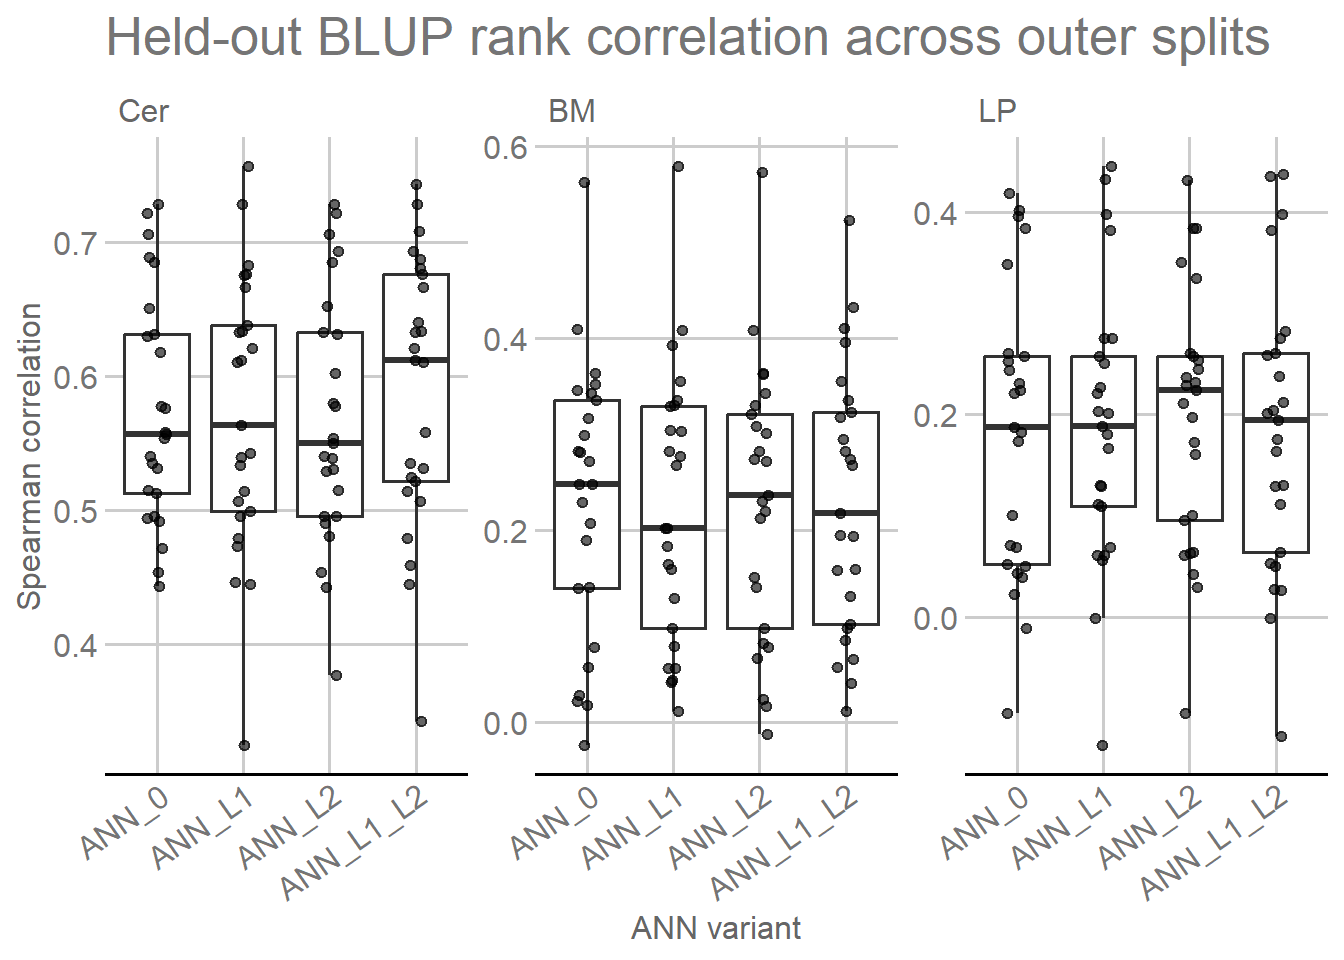 Held-out BLUP rank correlation across outer splits
Cer
BM
LP
Spearman correlation
0.7
0.6
0.5
0.4
0.6
0.4
0.2
0.0
0.4
0.2
0.0
ANN_0
ANN_L1
ANN_L2
ANN_L1_L2
ANN_0
ANN_L1
ANN_L2
ANN_L1_L2
ANN_0
ANN_L1
ANN_L2
ANN_L1_L2
ANN variant